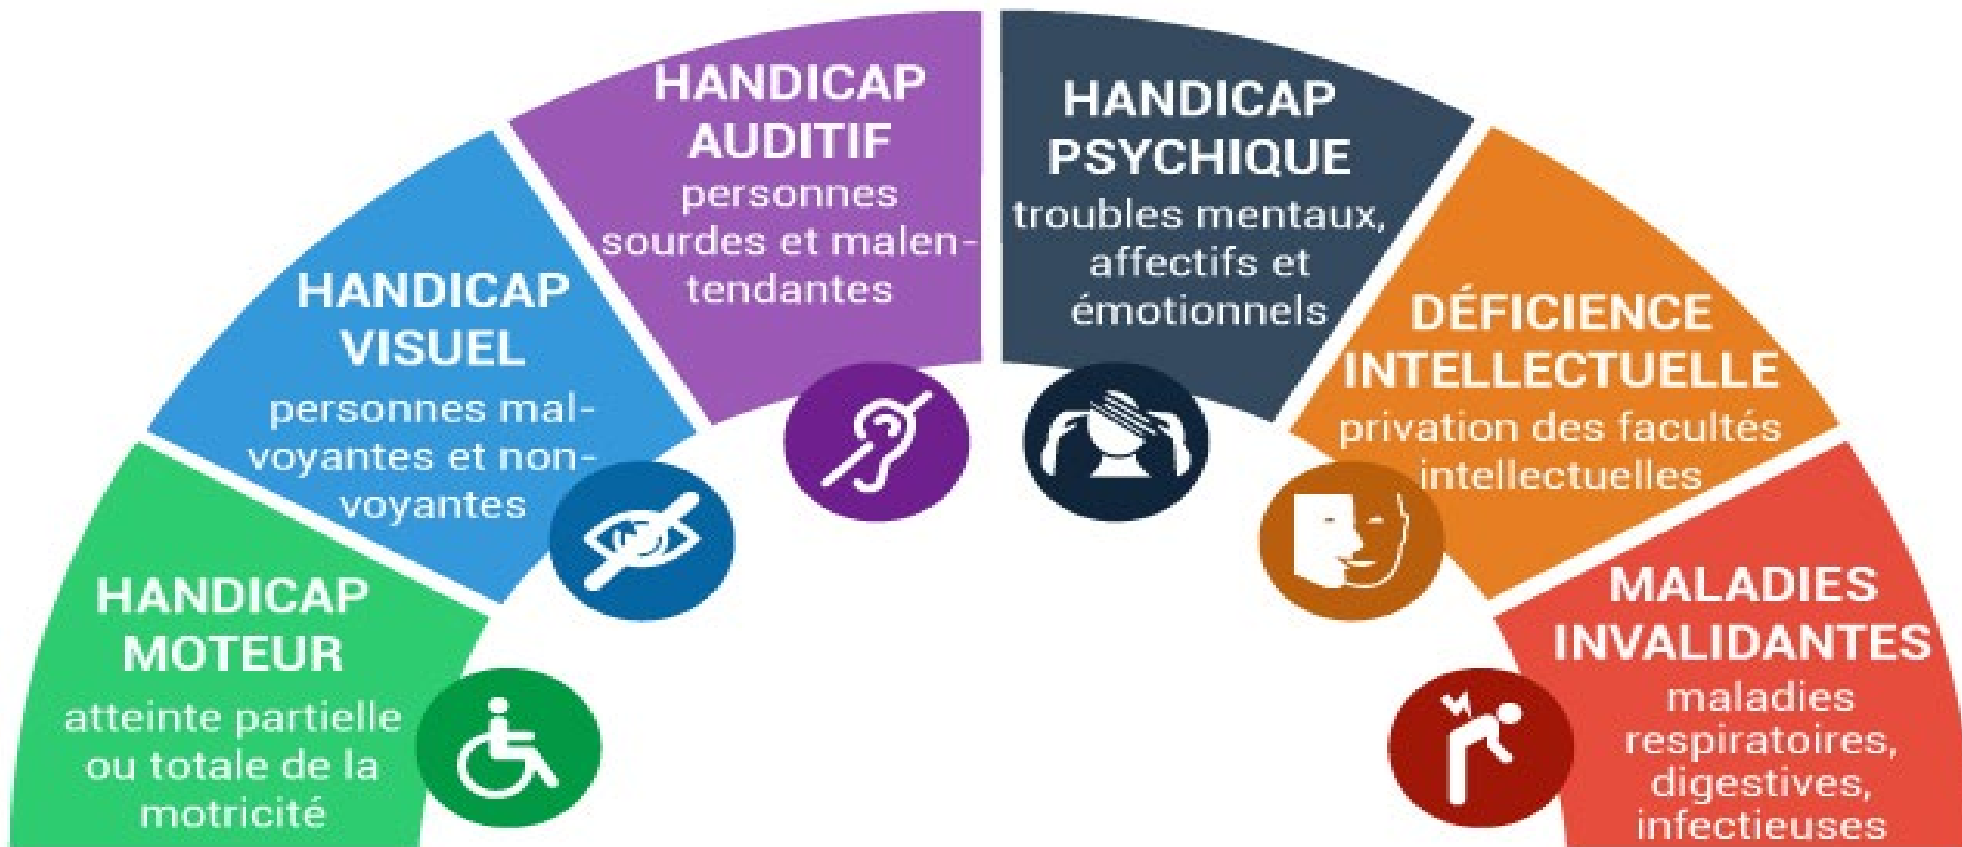 HANDICAP
MOTEUR
atteinte partielle
ou totale de la
motricité
HANDICAP
VISUEL
personnes mal-
voyantes et non-
voyantes
HANDICAP
AUDITIF
personnes
sourdes et malen-
tendantes
HANDICAP
PSYCHIQUE
troubles mentaux,
affectifs et
émotionnels
DÉFICIENCE
INTELLECTUELLE
privation des facultés
intellectuelles
MALADIES
INVALIDANTES
maladies
respiratoires,
digestives,
infectieuses